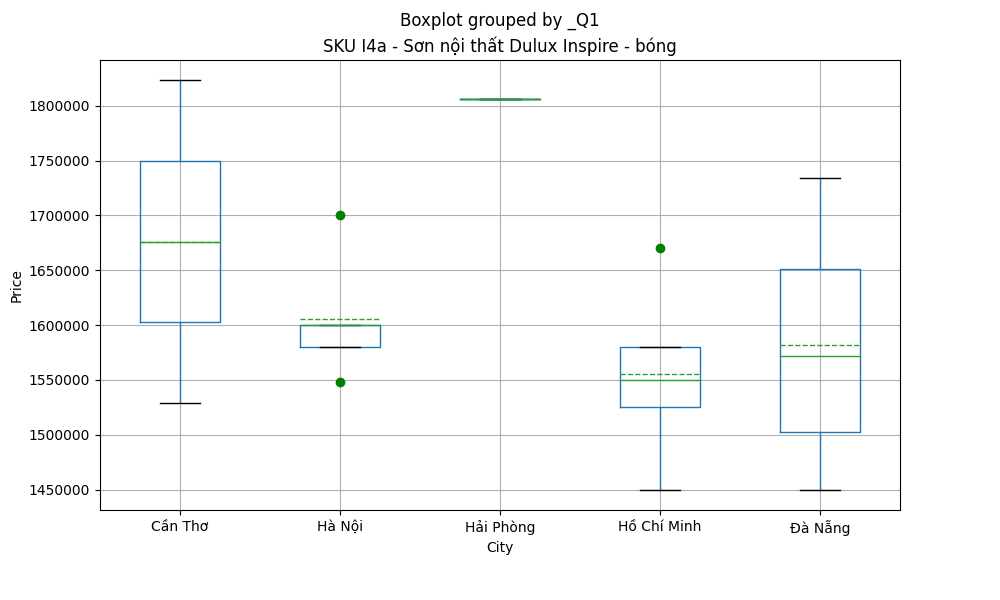 Boxplot grouped by _Q1
SKU I4a - Sơn nội thất Dulux Inspire - bóng
Price
1800000
1750000
1700000
1650000
1600000
1550000
1500000
1450000
Cần Thơ
Hà Nội
Hải Phòng
Hồ Chí Minh
Đà Nẵng
City